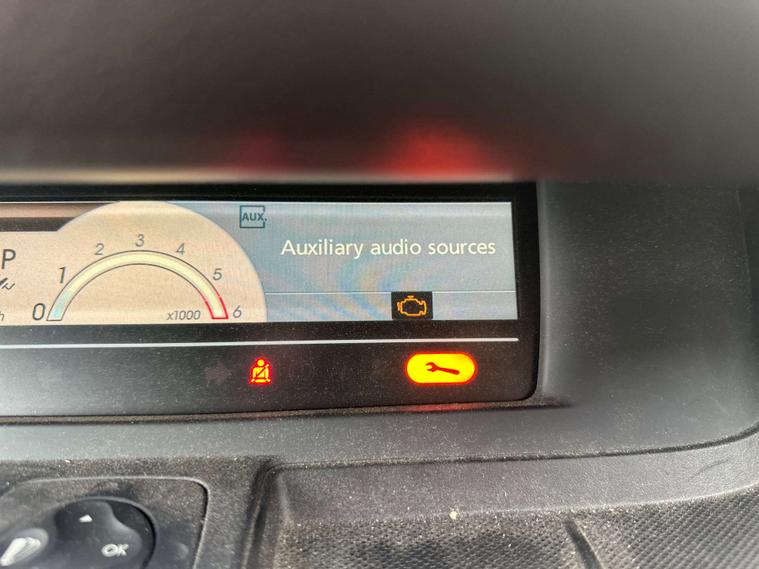 AUX.
Auxiliary audio sources
P
0 1 2 3 4 5 6
x1000
h
OK